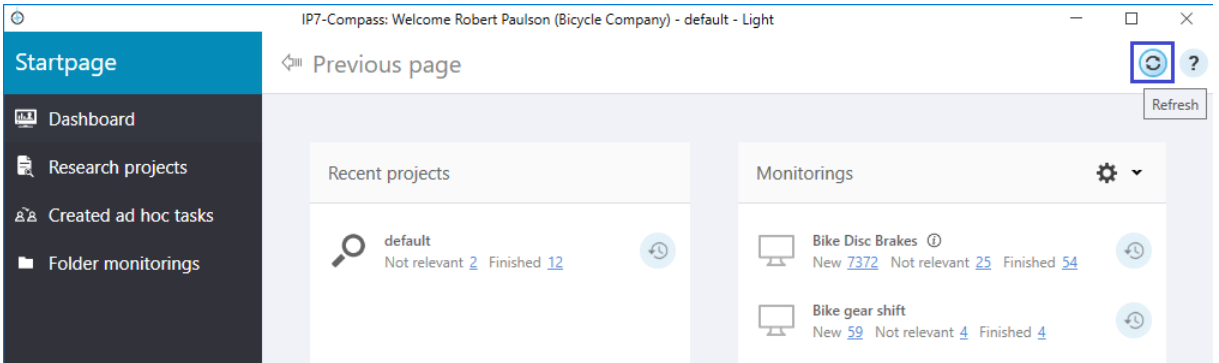 IP7-Compass: Welcome Robert Paulson (Bicycle Company) - default - Light
Startpage
Previous page
?
Refresh
Dashboard
Research projects
Created ad hoc tasks
Folder monitorings
Recent projects
default
Not relevant 2 Finished 12
Monitorings
Bike Disc Brakes
New 7372 Not relevant 25 Finished 54
Bike gear shift
New 59 Not relevant 4 Finished 4